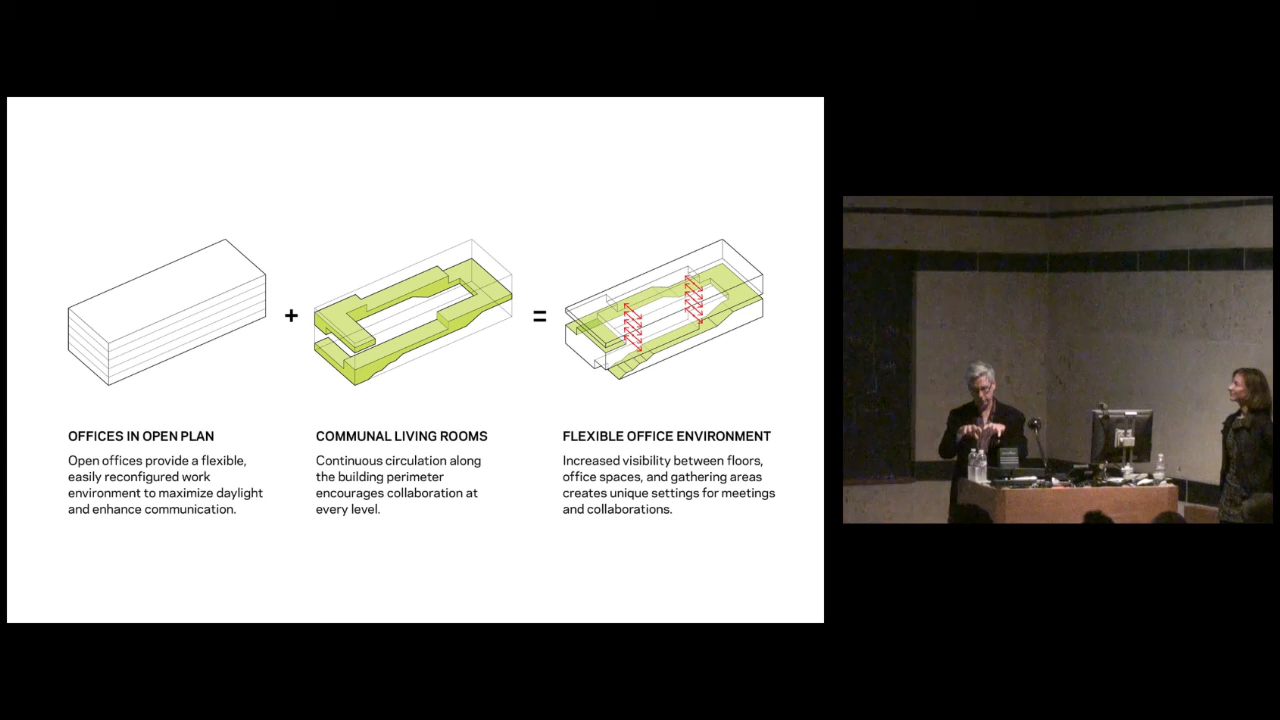 +
=
OFFICES IN OPEN PLAN
Open offices provide a flexible,
easily reconfigured work
environment to maximize daylight
and enhance communication.
COMMUNAL LIVING ROOMS
Continuous circulation along
the building perimeter
encourages collaboration at
every level.
FLEXIBLE OFFICE ENVIRONMENT
Increased visibility between floors,
office spaces, and gathering areas
creates unique settings for meetings
and collaborations.